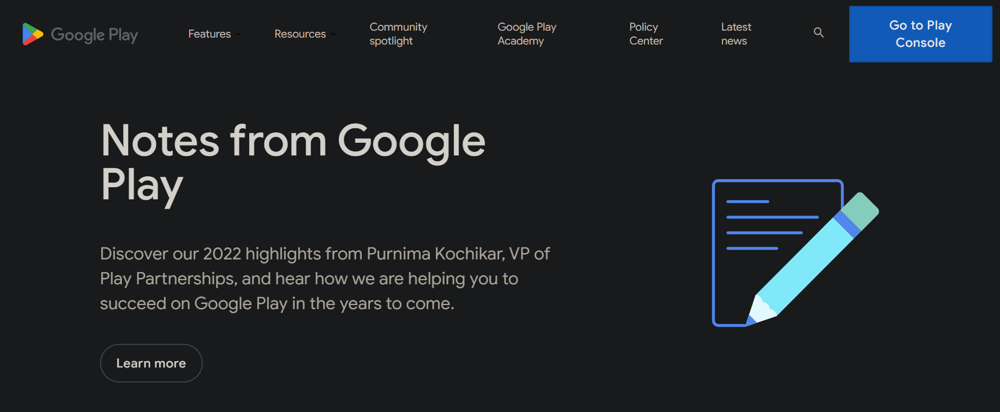 Google Play
Features
Resources
Community
spotlight
Google Play
Academy
Policy
Center
Latest
news
Go to Play
Console
Notes from Google
Play
Discover our 2022 highlights from Purnima Kochikar, VP of
Play Partnerships, and hear how we are helping you to
succeed on Google Play in the years to come.
Learn more